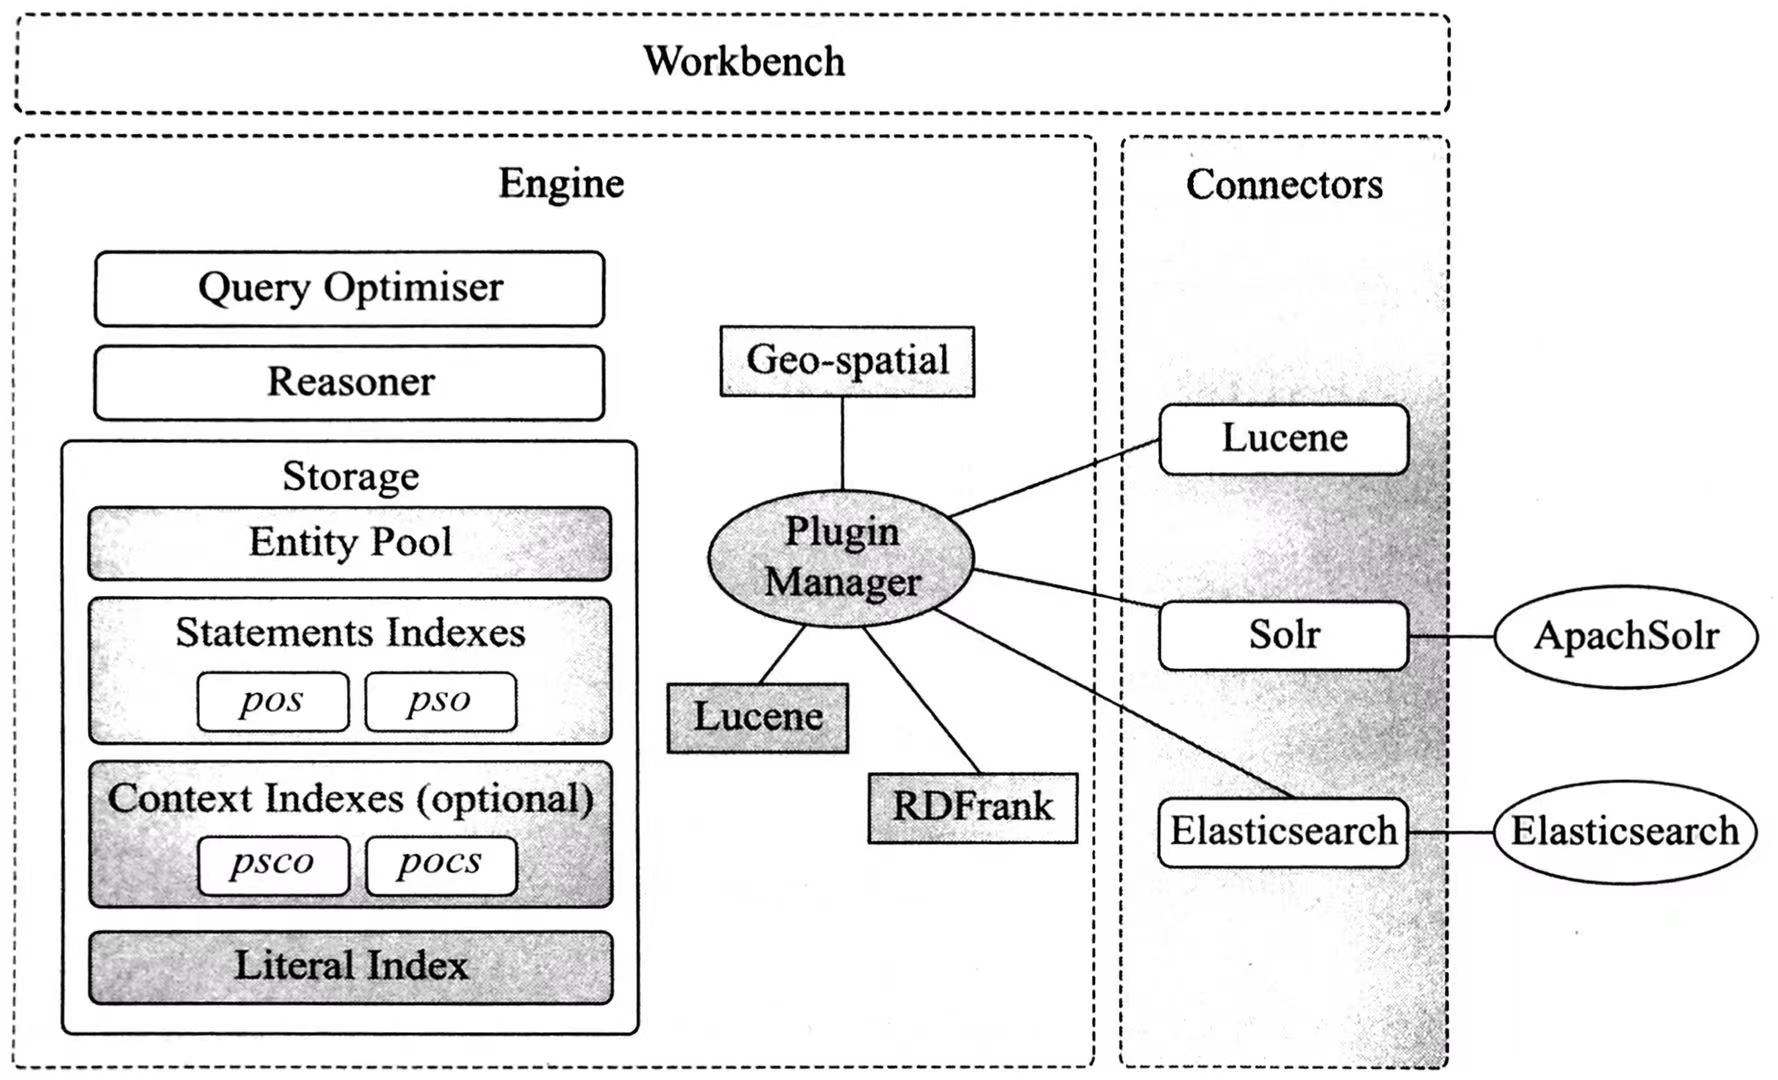 Workbench
Engine
Query Optimiser
Reasoner
Storage
Entity Pool
Statements Indexes
pos
pso
Context Indexes (optional)
psco
pocs
Literal Index
Geo-spatial
Plugin
Manager
Lucene
RDFrank
Connectors
Lucene
Solr
Elasticsearch
ApachSolr
Elasticsearch